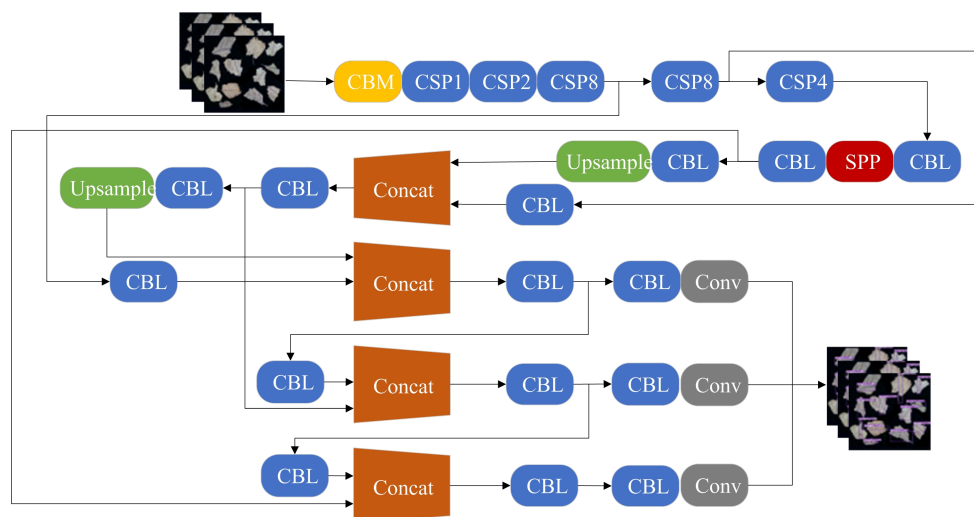 CBM CSP1 CSP2 CSP8 CSP8 CSP4
Upsample CBL CBL SPP CBL
Upsample CBL CBL Concat CBL
CBL Concat CBL CBL Conv
CBL Concat CBL CBL Conv
CBL Concat CBL CBL Conv